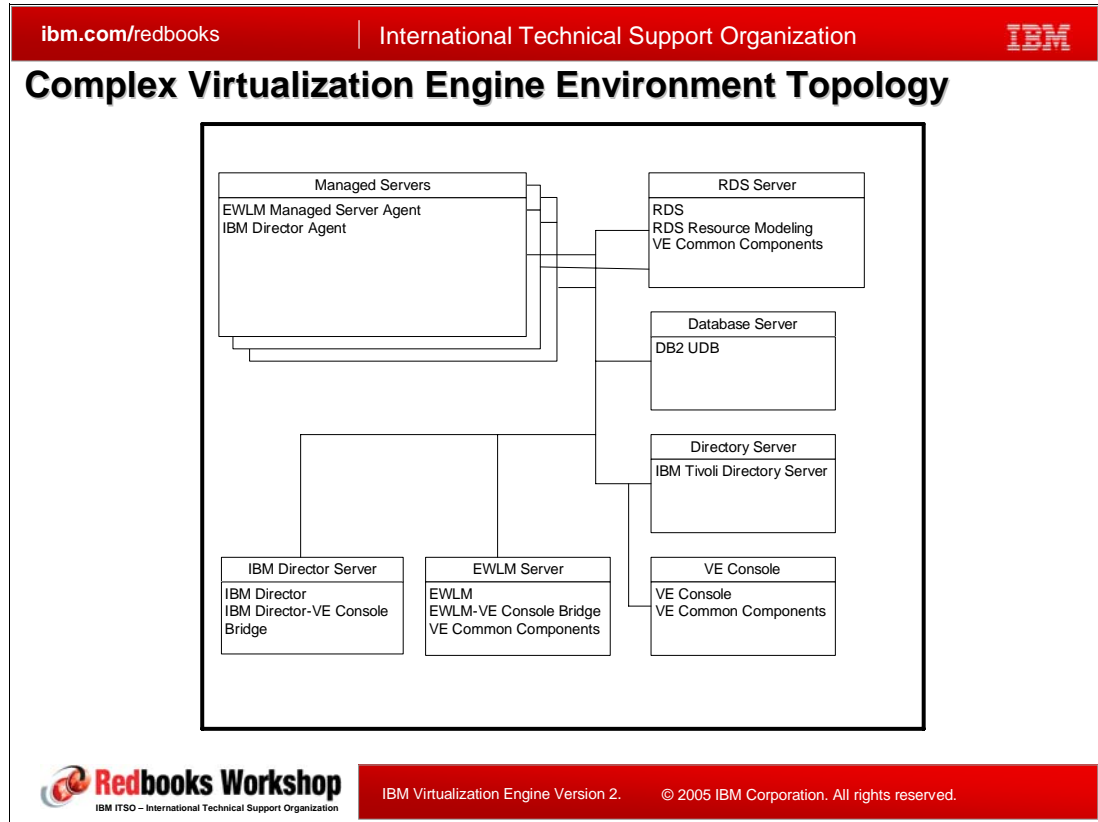 ibm.com/redbooks
International Technical Support Organization
IBM
Complex Virtualization Engine Environment Topology
Managed Servers
EWLM Managed Server Agent
IBM Director Agent
RDS Server
RDS
RDS Resource Modeling
VE Common Components
Database Server
DB2 UDB
Directory Server
IBM Tivoli Directory Server
IBM Director Server
IBM Director
IBM Director-VE Console
Bridge
EWLM Server
EWLM
EWLM-VE Console Bridge
VE Common Components
VE Console
VE Console
VE Common Components
Redbooks Workshop
IBM ITSO – International Technical Support Organization
IBM Virtualization Engine Version 2.
© 2005 IBM Corporation. All rights reserved.